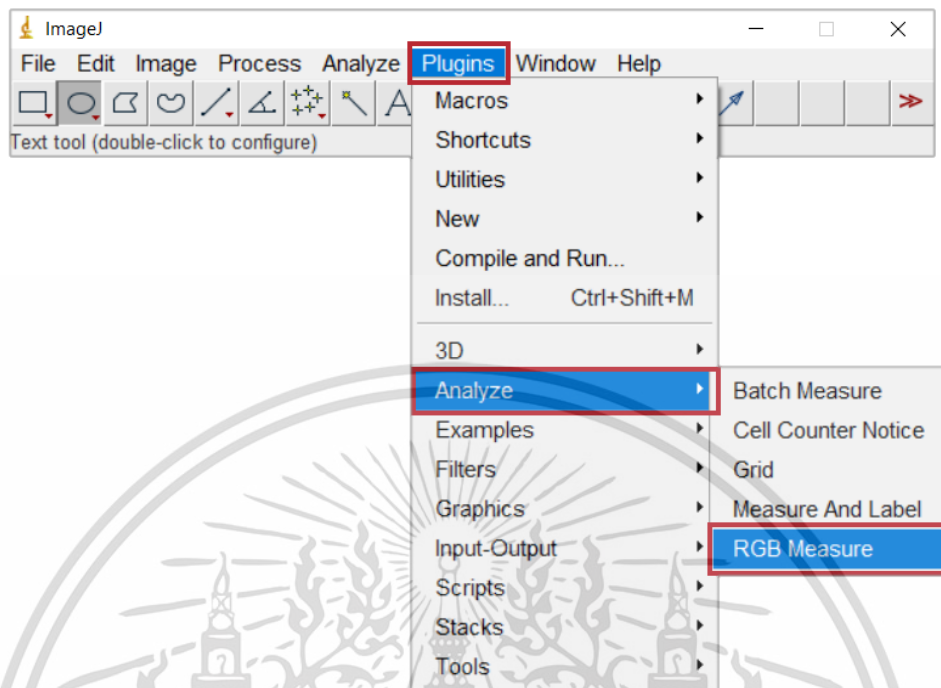 ImageJ
File Edit Image Process Analyze Plugins Window Help
A
Text tool (double-click to configure)
Macros
Shortcuts
Utilities
New
Compile and Run...
Install... Ctrl+Shift+M
3D
Analyze
Examples
Filters
Graphics
Input-Output
Scripts
Stacks
Tools
Batch Measure
Cell Counter Notice
Grid
Measure And Label
RGB Measure